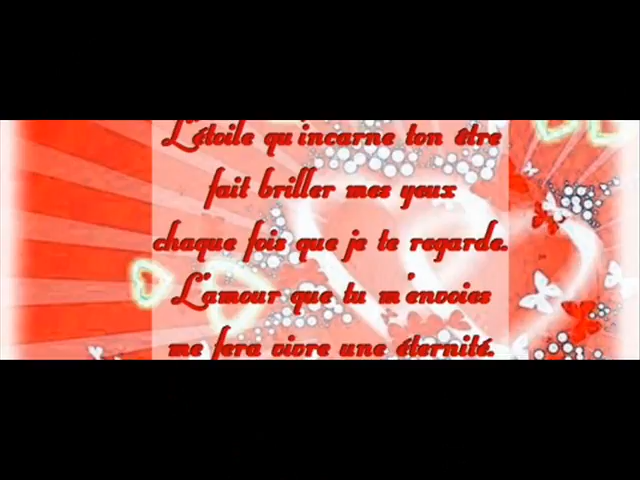 L'étoile qu'incarne ton être
fait briller mes yeux
chaque fois que je te regarde.
L'amour que tu m'envoies
me fera vivre une éternité.